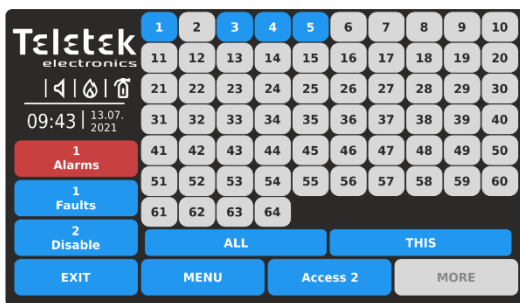 Teletek
electronics
09:43 13.07.
2021
1
Alarms
1
Faults
2
Disable
EXIT
1 2 3 4 5 6 7 8 9 10
11 12 13 14 15 16 17 18 19 20
21 22 23 24 25 26 27 28 29 30
31 32 33 34 35 36 37 38 39 40
41 42 43 44 45 46 47 48 49 50
51 52 53 54 55 56 57 58 59 60
61 62 63 64
ALL THIS
MENU Access 2 MORE